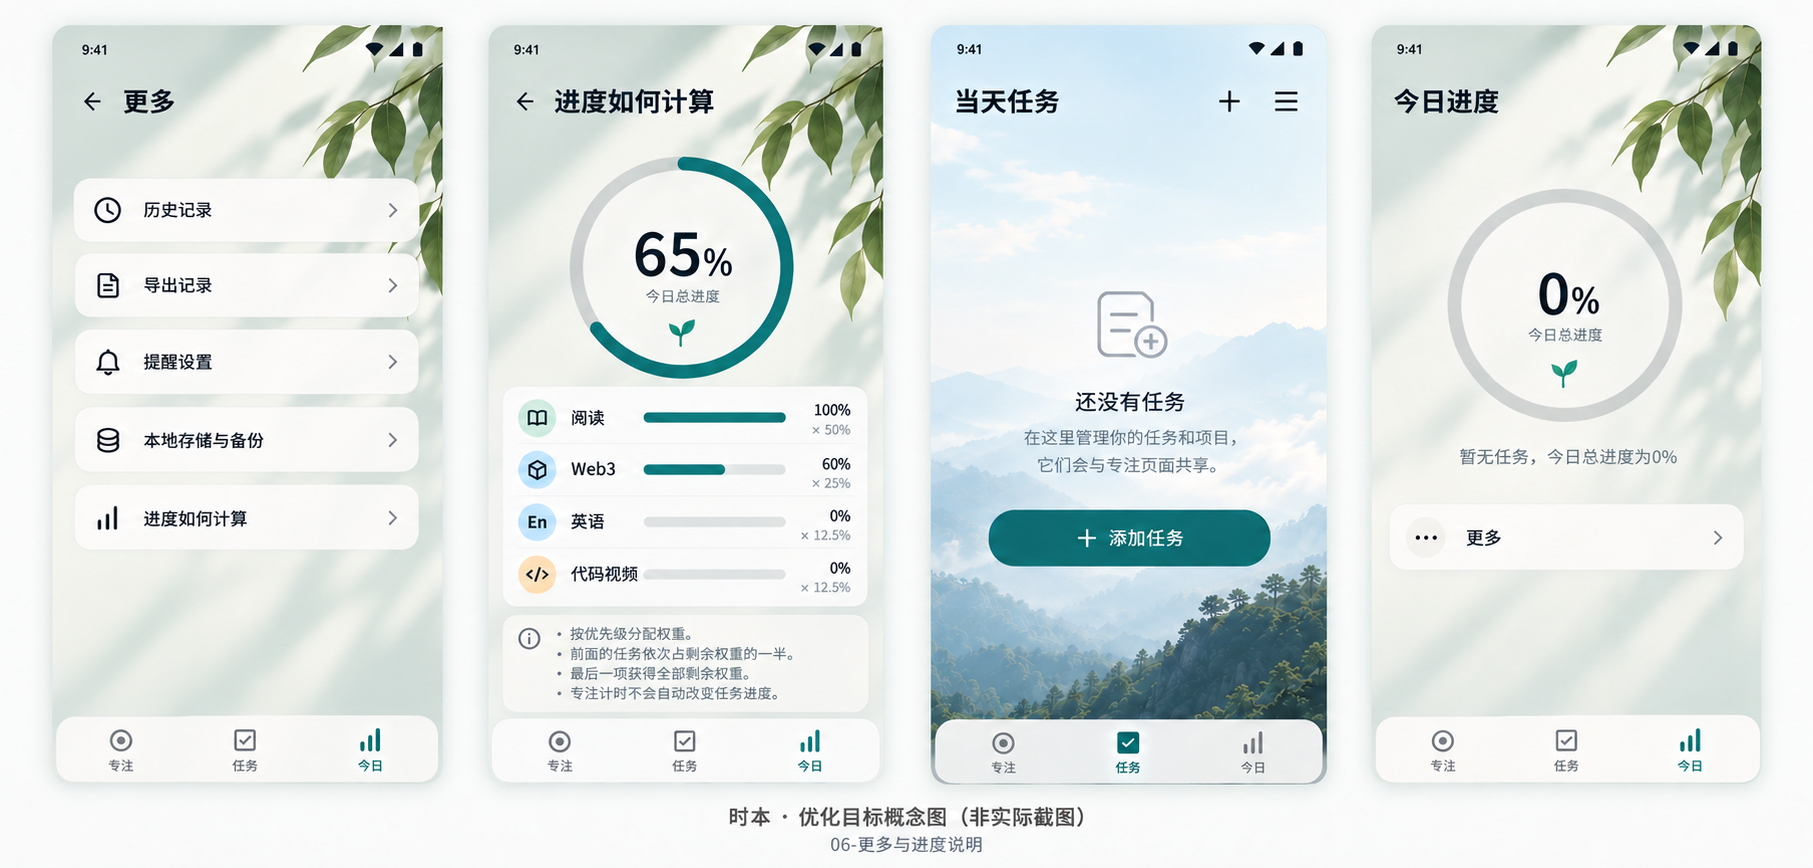 9:41
更多
历史记录
导出记录
提醒设置
本地存储与备份
进度如何计算
专注
任务
今日
9:41
进度如何计算
65%
今日总进度
阅读
100%
× 50%
Web3
60%
× 25%
En
英语
0%
× 12.5%
</>
代码视频
0%
× 12.5%
• 按优先级分配权重。
• 前面的任务依次占剩余权重的一半。
• 最后一项获得全部剩余权重。
• 专注计时不会自动改变任务进度。
专注
任务
今日
9:41
当天任务
还没有任务
在这里管理你的任务和项目，
它们会与专注页面共享。
添加任务
专注
任务
今日
9:41
今日进度
0%
今日总进度
暂无任务，今日总进度为0%
更多
专注
任务
今日
时本 · 优化目标概念图（非实际截图）
06-更多与进度说明